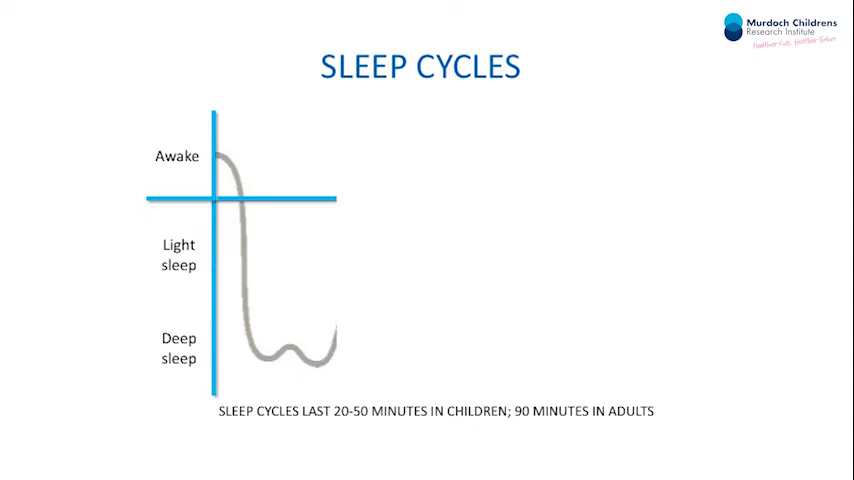 Murdoch Childrens
Research Institute
Healthier Kids. Healthier Future.
SLEEP CYCLES
Awake
Light
sleep
Deep
sleep
SLEEP CYCLES LAST 20-50 MINUTES IN CHILDREN; 90 MINUTES IN ADULTS